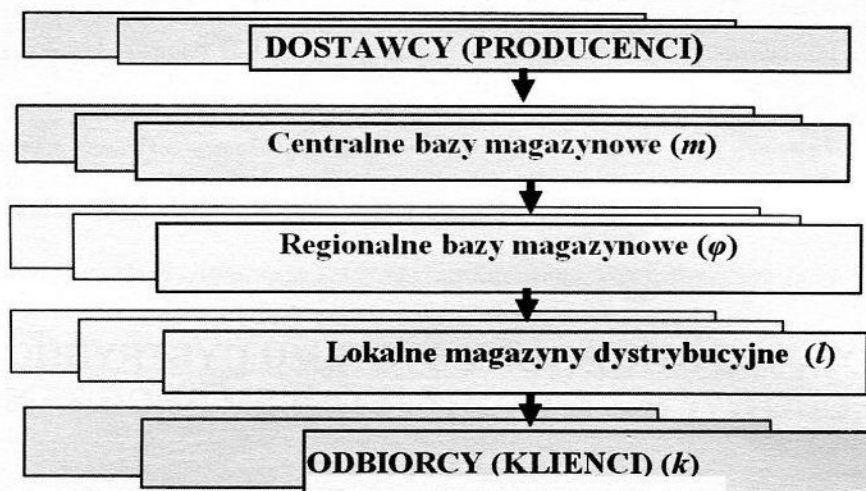 DOSTAWCY (PRODUCENCI)
Centralne bazy magazynowe (m)
Regionalne bazy magazynowe (φ)
Lokalne magazyny dystrybucyjne (l)
ODBIORCY (KLIENCI) (k)